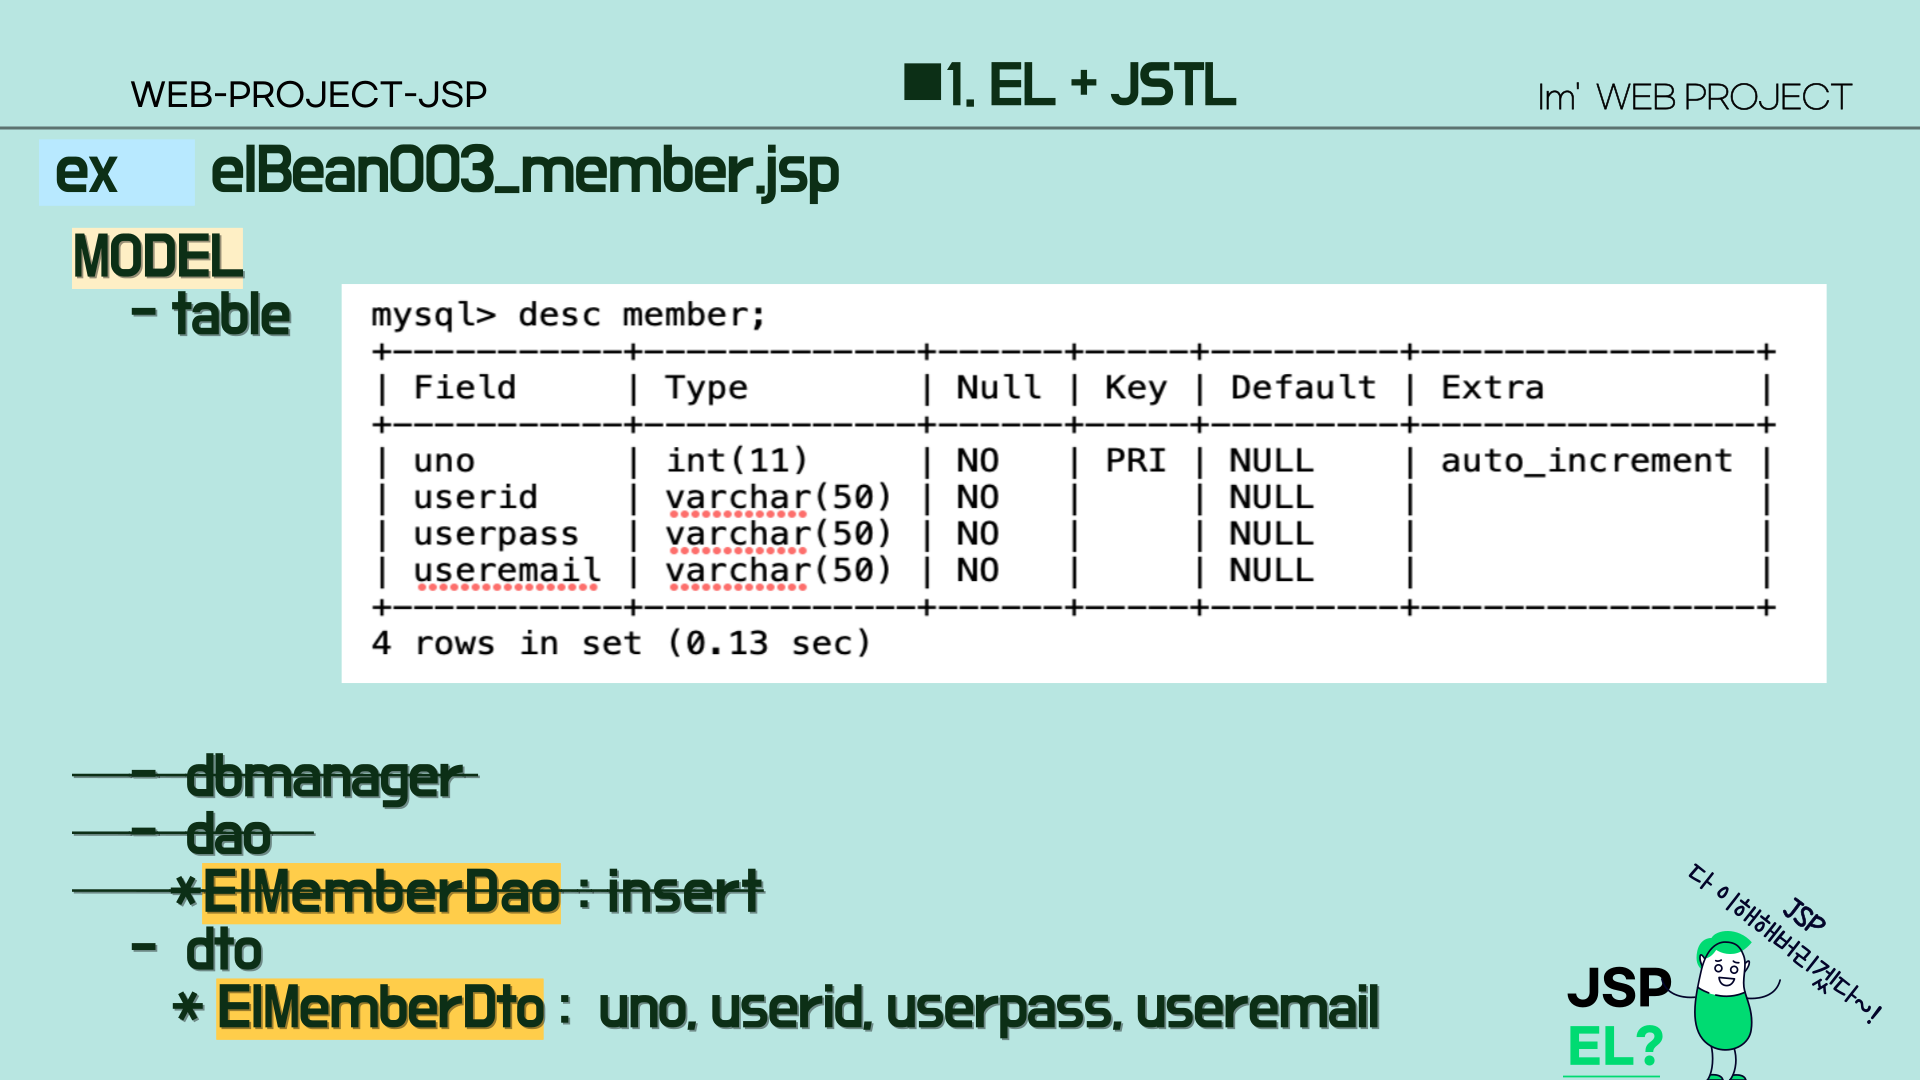 WEB-PROJECT-JSP
■1. EL + JSTL
Im' WEB PROJECT
ex elBean003_member.jsp
MODEL
- table
mysql> desc member;
+-----------+-------------+------+-----+---------+----------------+
| Field     | Type        | Null | Key | Default | Extra          |
+-----------+-------------+------+-----+---------+----------------+
| uno       | int(11)     | NO   | PRI | NULL    | auto_increment |
| userid    | varchar(50) | NO   |     | NULL    |                |
| userpass  | varchar(50) | NO   |     | NULL    |                |
| useremail | varchar(50) | NO   |     | NULL    |                |
+-----------+-------------+------+-----+---------+----------------+
4 rows in set (0.13 sec)
- dbmanager
- dao
*ElMemberDao : insert
- dto
* ElMemberDto : uno, userid, userpass, useremail
JSP
다 이해해버리겠다~!
JSP
EL?